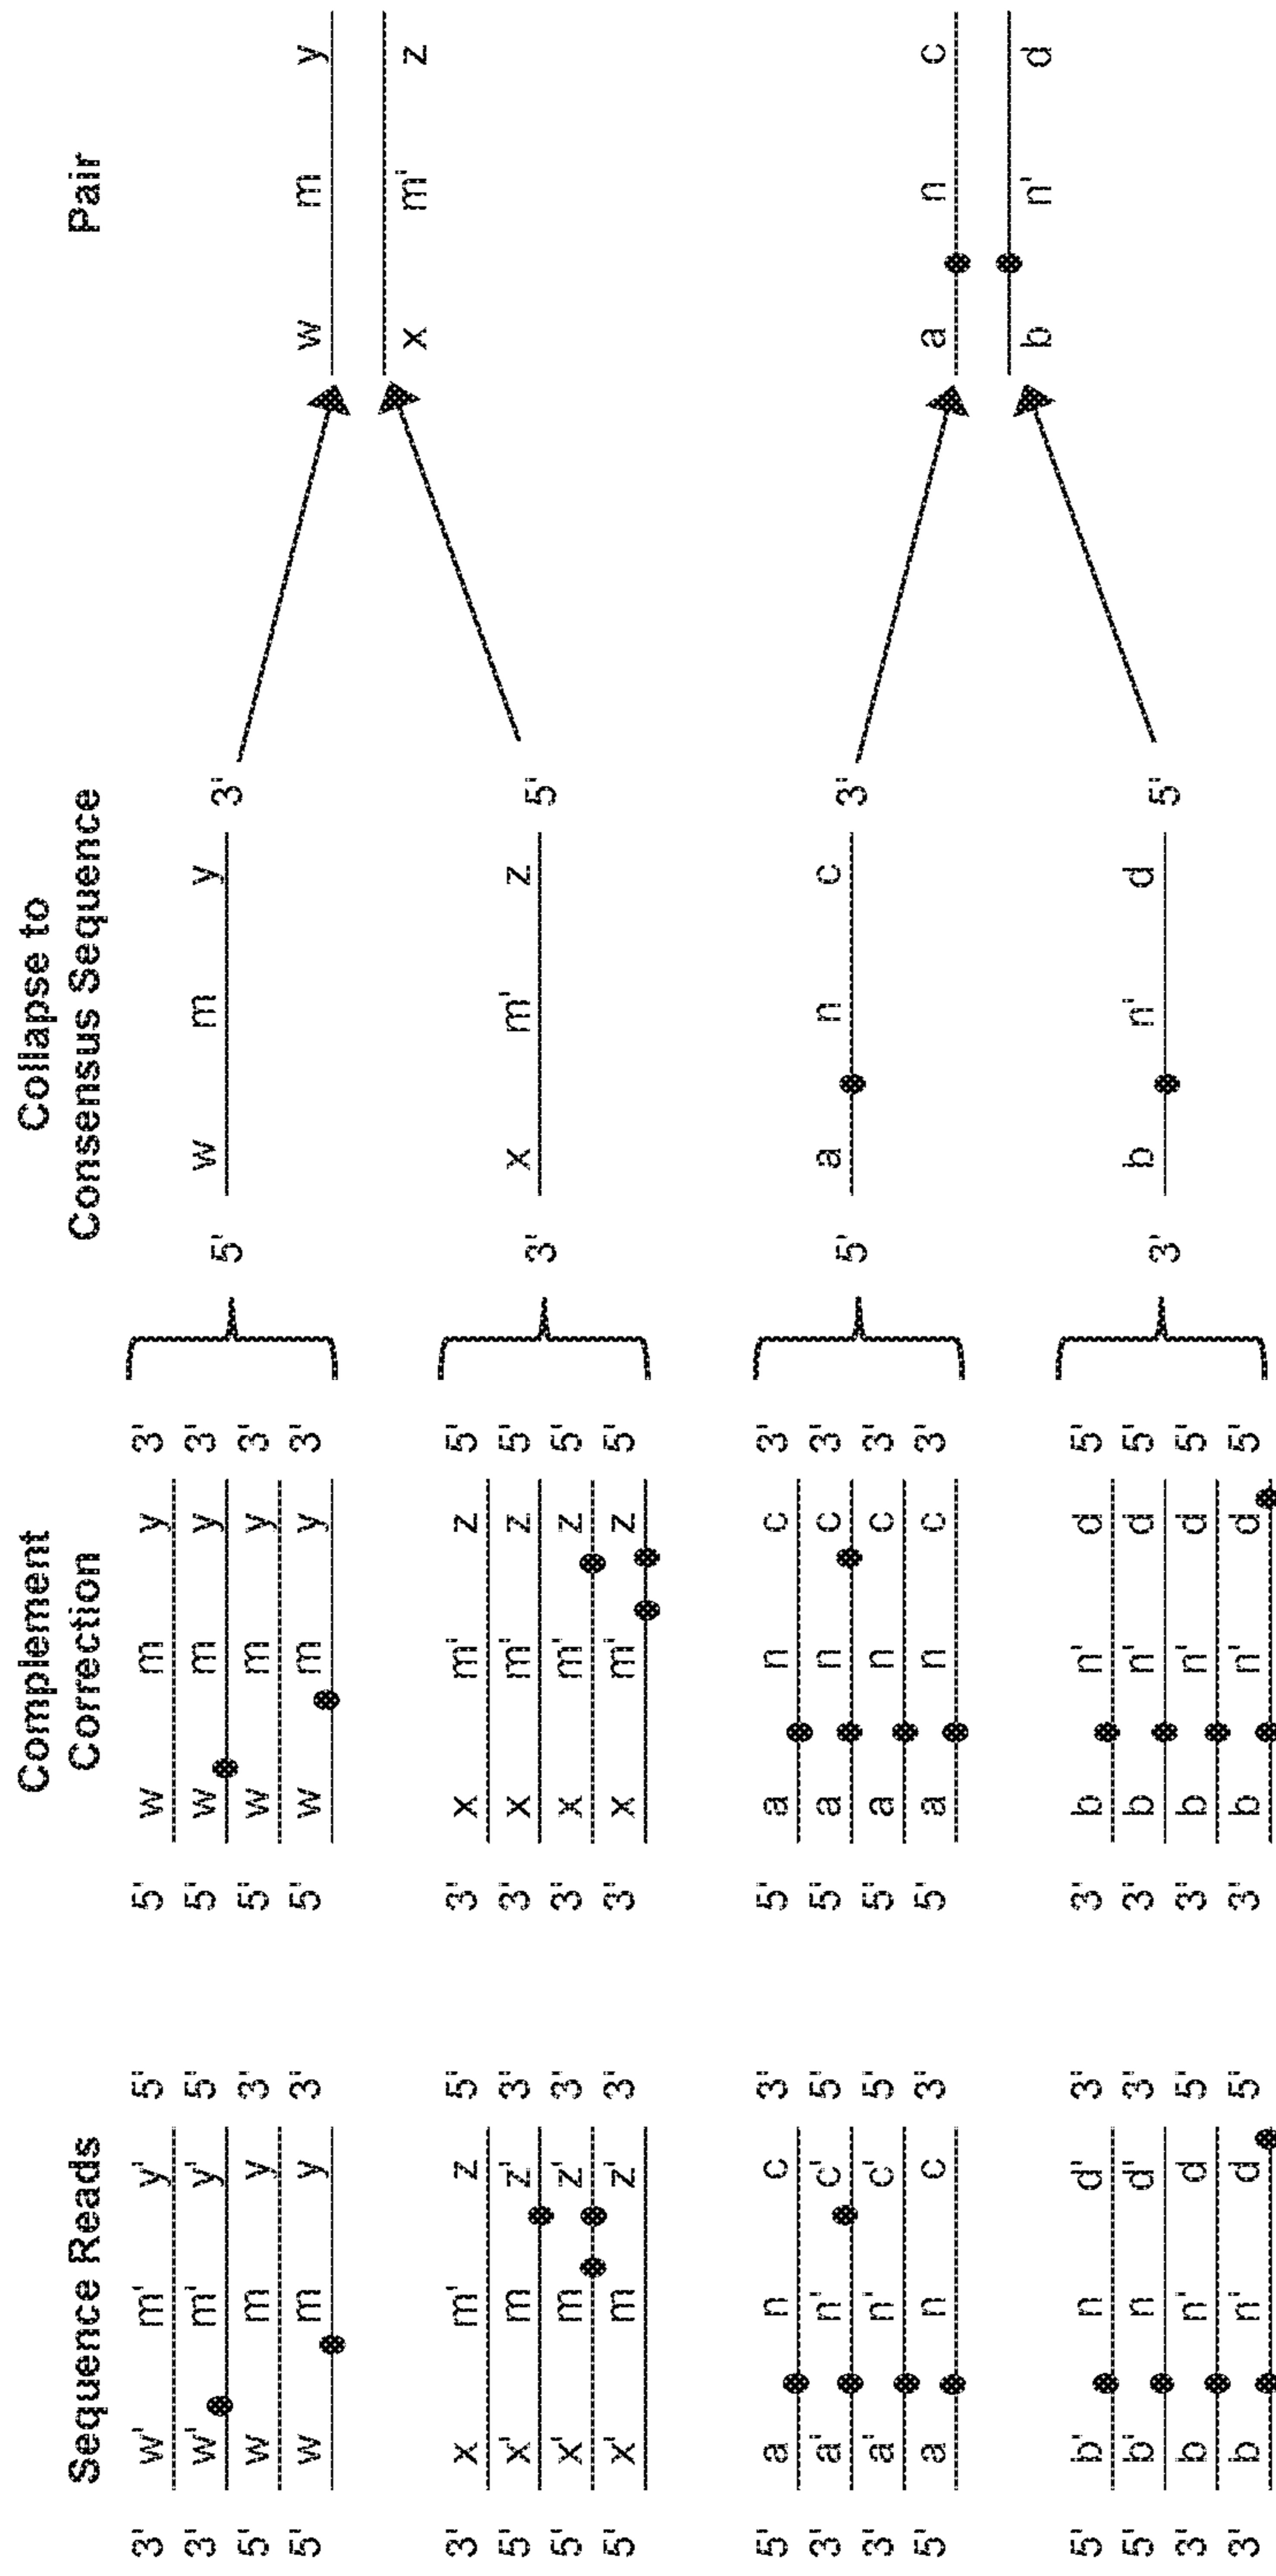 Sequence Reads
3' w' m' y' 5'
3' w' m' y' 5'
5' w m y 3'
5' w m y 3'
3' x m' z 5'
5' x' m z' 3'
5' x' m z' 3'
5' x' m z' 3'
5' a n c 3'
3' a' n' c' 5'
3' a' n' c' 5'
5' a n c 3'
5' b' n d' 3'
5' b' n d' 3'
3' b n' d 5'
3' b n' d 5'
Complement
Correction
5' w m y 3'
5' w m y 3'
5' w m y 3'
5' w m y 3'
3' x m' z 5'
3' x m' z 5'
3' x m' z 5'
3' x m' z 5'
5' a n c 3'
5' a n c 3'
5' a n c 3'
5' a n c 3'
3' b n' d 5'
3' b n' d 5'
3' b n' d 5'
3' b n' d 5'
Collapse to
Consensus Sequence
5' w m y 3'
3' x m' z 5'
5' a n c 3'
3' b n' d 5'
Pair
w m y
x m' z
a n c
b n' d